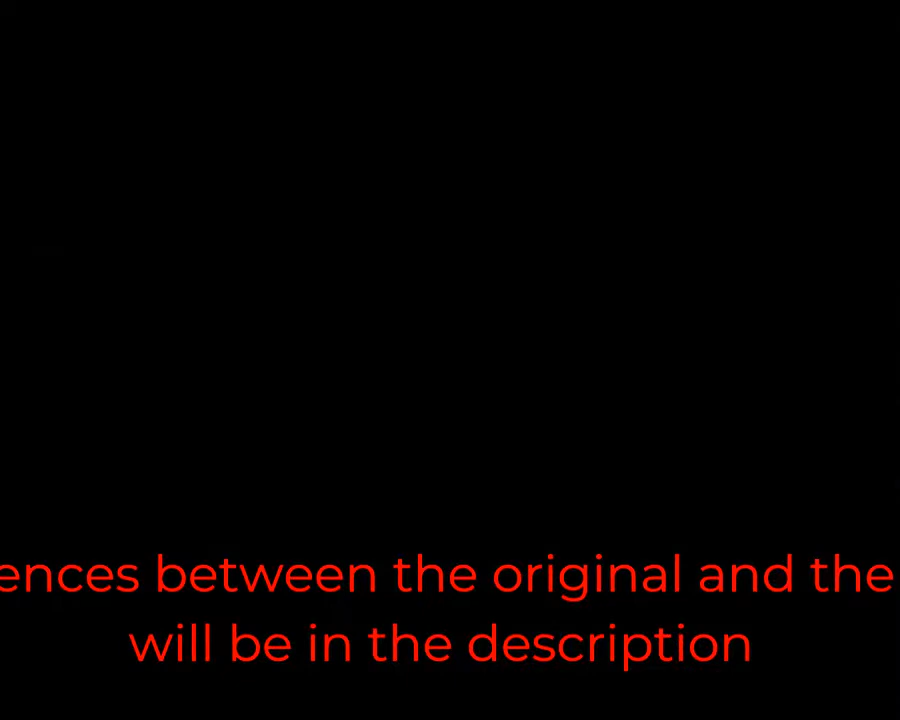 ences between the original and the
will be in the description